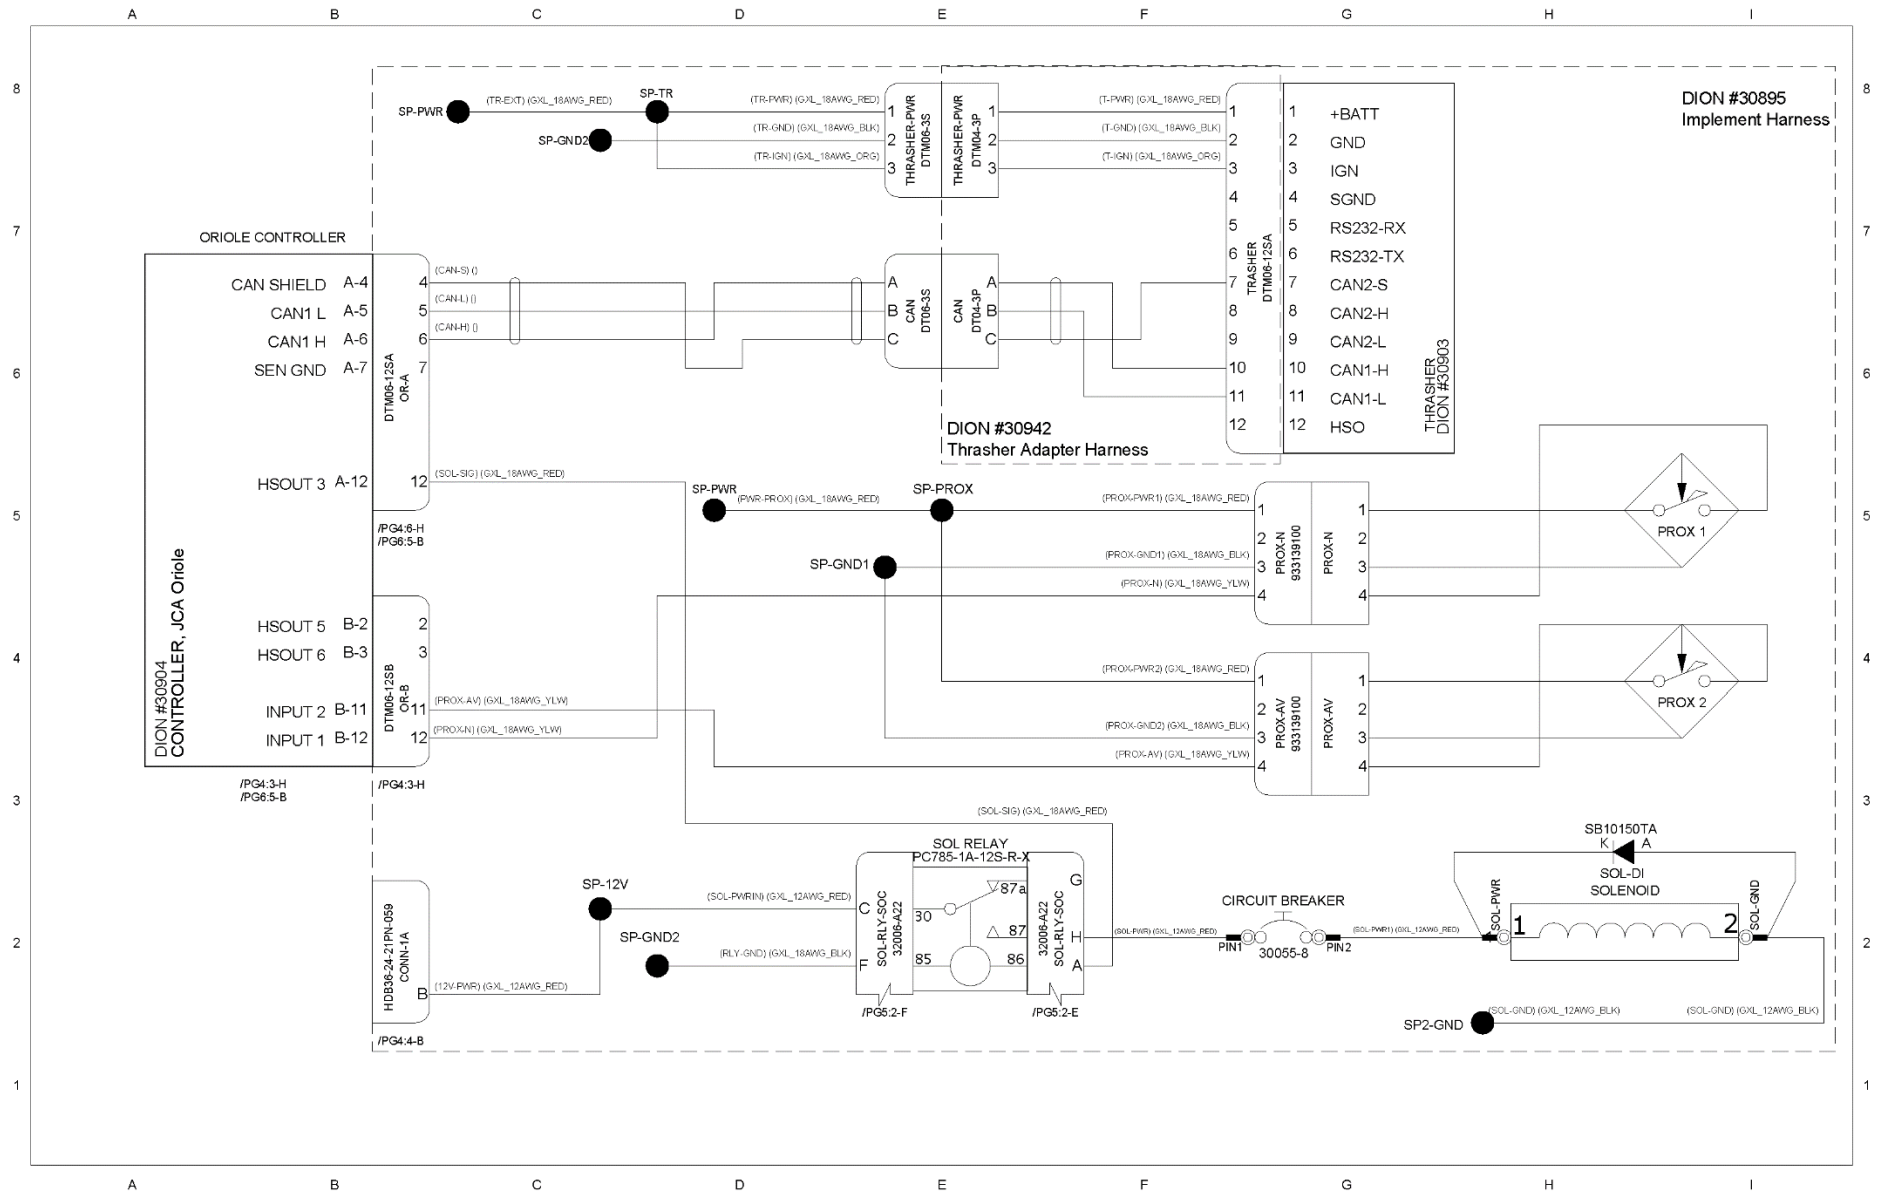 A B C D E F G H I
8 8
DION #30895
Implement Harness
SP-PWR
(TR-EXT) (GXL_18AWG_RED)
SP-TR
SP-GND2
(TR-PWR) (GXL_18AWG_RED)
(TR-GND) (GXL_18AWG_BLK)
(TR-IGN) (GXL_18AWG_ORG)
1
2
3
THRASHER-PWR
DTM06-3S
THRASHER-PWR
DTM04-3P
1
2
3
(T-PWR) (GXL_18AWG_RED)
(T-GND) (GXL_18AWG_BLK)
(T-IGN) (GXL_18AWG_ORG)
1 1 +BATT
2 2 GND
3 3 IGN
4 4 SGND
5 5 RS232-RX
6 6 RS232-TX
7 7 CAN2-S
8 8 CAN2-H
9 9 CAN2-L
10 10 CAN1-H
11 11 CAN1-L
12 12 HSO
TRASHER
DTM06-12SA
THRASHER
DION #30903
7 7
ORIOLE CONTROLLER
CAN SHIELD A-4 4
CAN1 L A-5 5
CAN1 H A-6 6
SEN GND A-7 7
(CAN-S) ()
(CAN-L) ()
(CAN-H) ()
DTM06-12SA
OR-A
A
B
C
CAN
DT06-3S
CAN
DT04-3P
A
B
C
6 6
DION #30942
Thrasher Adapter Harness
HSOUT 3 A-12 12
(SOL-SIG) (GXL_18AWG_RED)
/PG4:6-H
/PG6:5-B
5 5
SP-PWR
(PWR-PROX) (GXL_18AWG_RED)
SP-PROX
SP-GND1
(PROX-PWR1) (GXL_18AWG_RED)
(PROX-GND1) (GXL_18AWG_BLK)
(PROX-N) (GXL_18AWG_YLW)
1
2
3
4
PROX-N
933139100
PROX-N
1
2
3
4
PROX 1
DION #30904
CONTROLLER, JCA Oriole
HSOUT 5 B-2 2
HSOUT 6 B-3 3
INPUT 2 B-11 11
INPUT 1 B-12 12
DTM06-12SB
OR-B
(PROX-AV) (GXL_18AWG_YLW)
(PROX-N) (GXL_18AWG_YLW)
4 4
(PROX-PWR2) (GXL_18AWG_RED)
(PROX-GND2) (GXL_18AWG_BLK)
(PROX-AV) (GXL_18AWG_YLW)
1
2
3
4
PROX-AV
933139100
PROX-AV
1
2
3
4
PROX 2
/PG4:3-H
/PG6:5-B
/PG4:3-H
3 3
(SOL-SIG) (GXL_18AWG_RED)
SOL RELAY
PC785-1A-12S-R-X
SB10150TA
K A
SOL-DI
SOLENOID
HDB36-24-21PN-059
CONN-1A
B
(12V-PWR) (GXL_12AWG_RED)
/PG4:4-B
SP-12V
SP-GND2
(SOL-PWRIN) (GXL_12AWG_RED)
(RLY-GND) (GXL_18AWG_BLK)
C
F
SOL-RLY-SOC
32006-A22
30
85
87a
87
86
32006-A22
SOL-RLY-SOC
G
H
A
/PG5:2-F
/PG5:2-E
(SOL-PWR) (GXL_12AWG_RED)
CIRCUIT BREAKER
PIN1
30055-8
PIN2
(SOL-PWR1) (GXL_12AWG_RED)
SOL-PWR
1
2
SOL-GND
2 2
SP2-GND
(SOL-GND) (GXL_12AWG_BLK)
(SOL-GND) (GXL_12AWG_BLK)
1 1
A B C D E F G H I